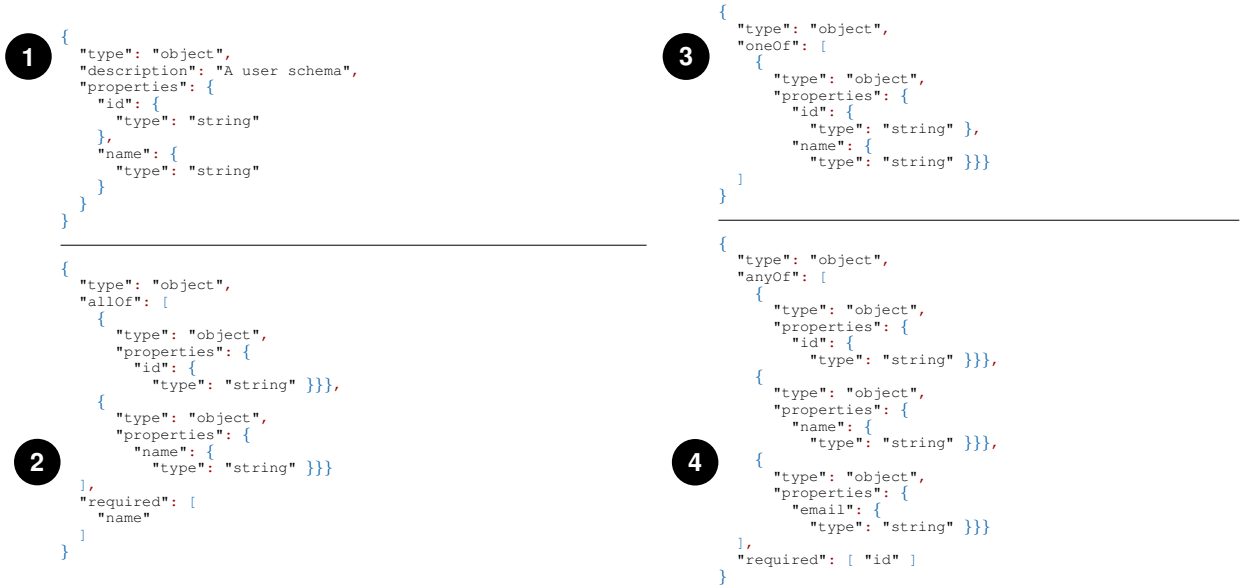 1
{
  "type": "object",
  "description": "A user schema",
  "properties": {
    "id": {
      "type": "string"
    },
    "name": {
      "type": "string"
    }
  }
}
2
{
  "type": "object",
  "allOf": [
    {
      "type": "object",
      "properties": {
        "id": {
          "type": "string" }}},
    {
      "type": "object",
      "properties": {
        "name": {
          "type": "string" }}}
  ],
  "required": [
    "name"
  ]
}
3
{
  "type": "object",
  "oneOf": [
    {
      "type": "object",
      "properties": {
        "id": {
          "type": "string" },
        "name": {
          "type": "string" }}}
  ]
}
4
{
  "type": "object",
  "anyOf": [
    {
      "type": "object",
      "properties": {
        "id": {
          "type": "string" }}},
    {
      "type": "object",
      "properties": {
        "name": {
          "type": "string" }}},
    {
      "type": "object",
      "properties": {
        "email": {
          "type": "string" }}}
  ],
  "required": [ "id" ]
}